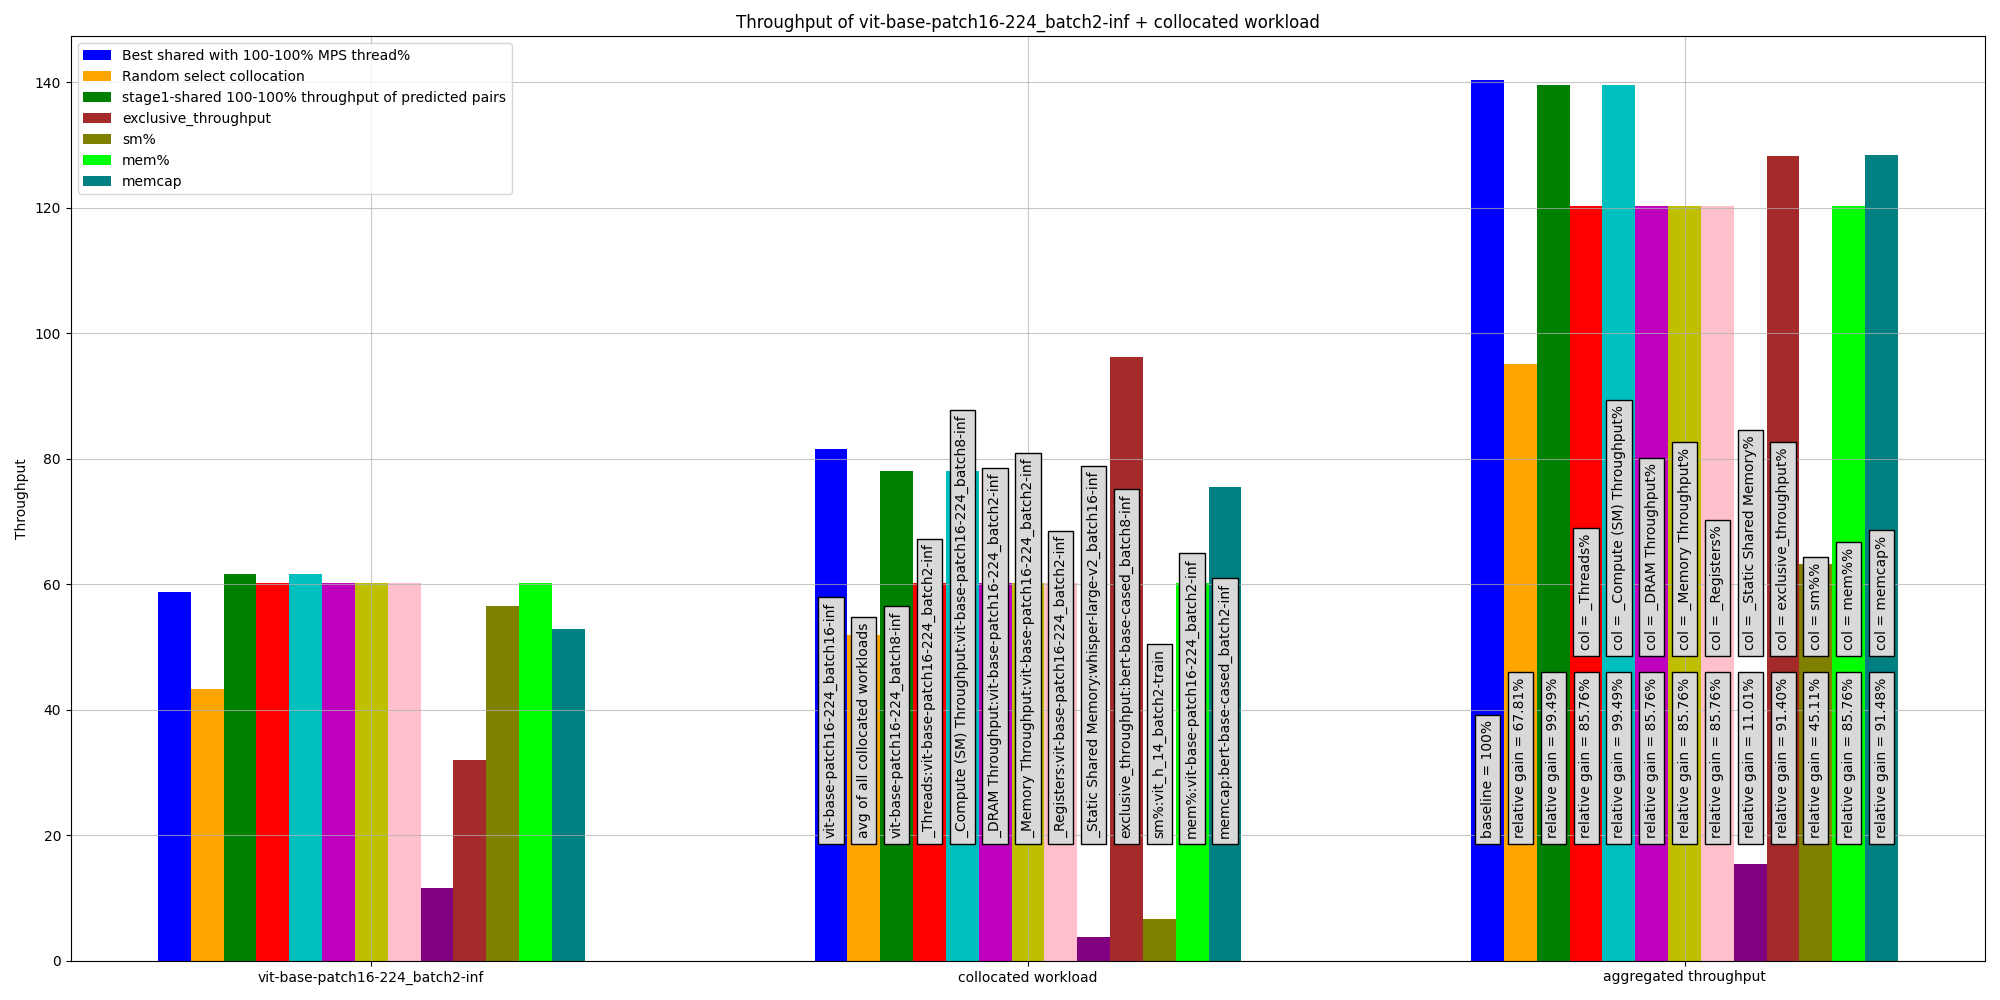 Throughput of vit-base-patch16-224_batch2-inf + collocated workload
Best shared with 100-100% MPS thread%
Random select collocation
stage1-shared 100-100% throughput of predicted pairs
exclusive_throughput
sm%
mem%
memcap
Throughput
140
120
100
80
60
40
20
0
vit-base-patch16-224_batch16-inf
avg of all collocated workloads
vit-base-patch16-224_batch8-inf
_Threads:vit-base-patch16-224_batch2-inf
_Compute (SM) Throughput:vit-base-patch16-224_batch8-inf
_DRAM Throughput:vit-base-patch16-224_batch2-inf
_Memory Throughput:vit-base-patch16-224_batch2-inf
_Registers:vit-base-patch16-224_batch2-inf
_Static Shared Memory:whisper-large-v2_batch16-inf
exclusive_throughput:bert-base-cased_batch8-inf
sm%:vit_h_14_batch2-train
mem%:vit-base-patch16-224_batch2-inf
memcap:bert-base-cased_batch2-inf
col = _Threads%
col = _Compute (SM) Throughput%
col = _DRAM Throughput%
col = _Memory Throughput%
col = _Registers%
col = _Static Shared Memory%
col = exclusive_throughput%
col = sm%%
col = mem%%
col = memcap%
baseline = 100%
relative gain = 67.81%
relative gain = 99.49%
relative gain = 85.76%
relative gain = 99.49%
relative gain = 85.76%
relative gain = 85.76%
relative gain = 85.76%
relative gain = 11.01%
relative gain = 91.40%
relative gain = 45.11%
relative gain = 85.76%
relative gain = 91.48%
vit-base-patch16-224_batch2-inf
collocated workload
aggregated throughput